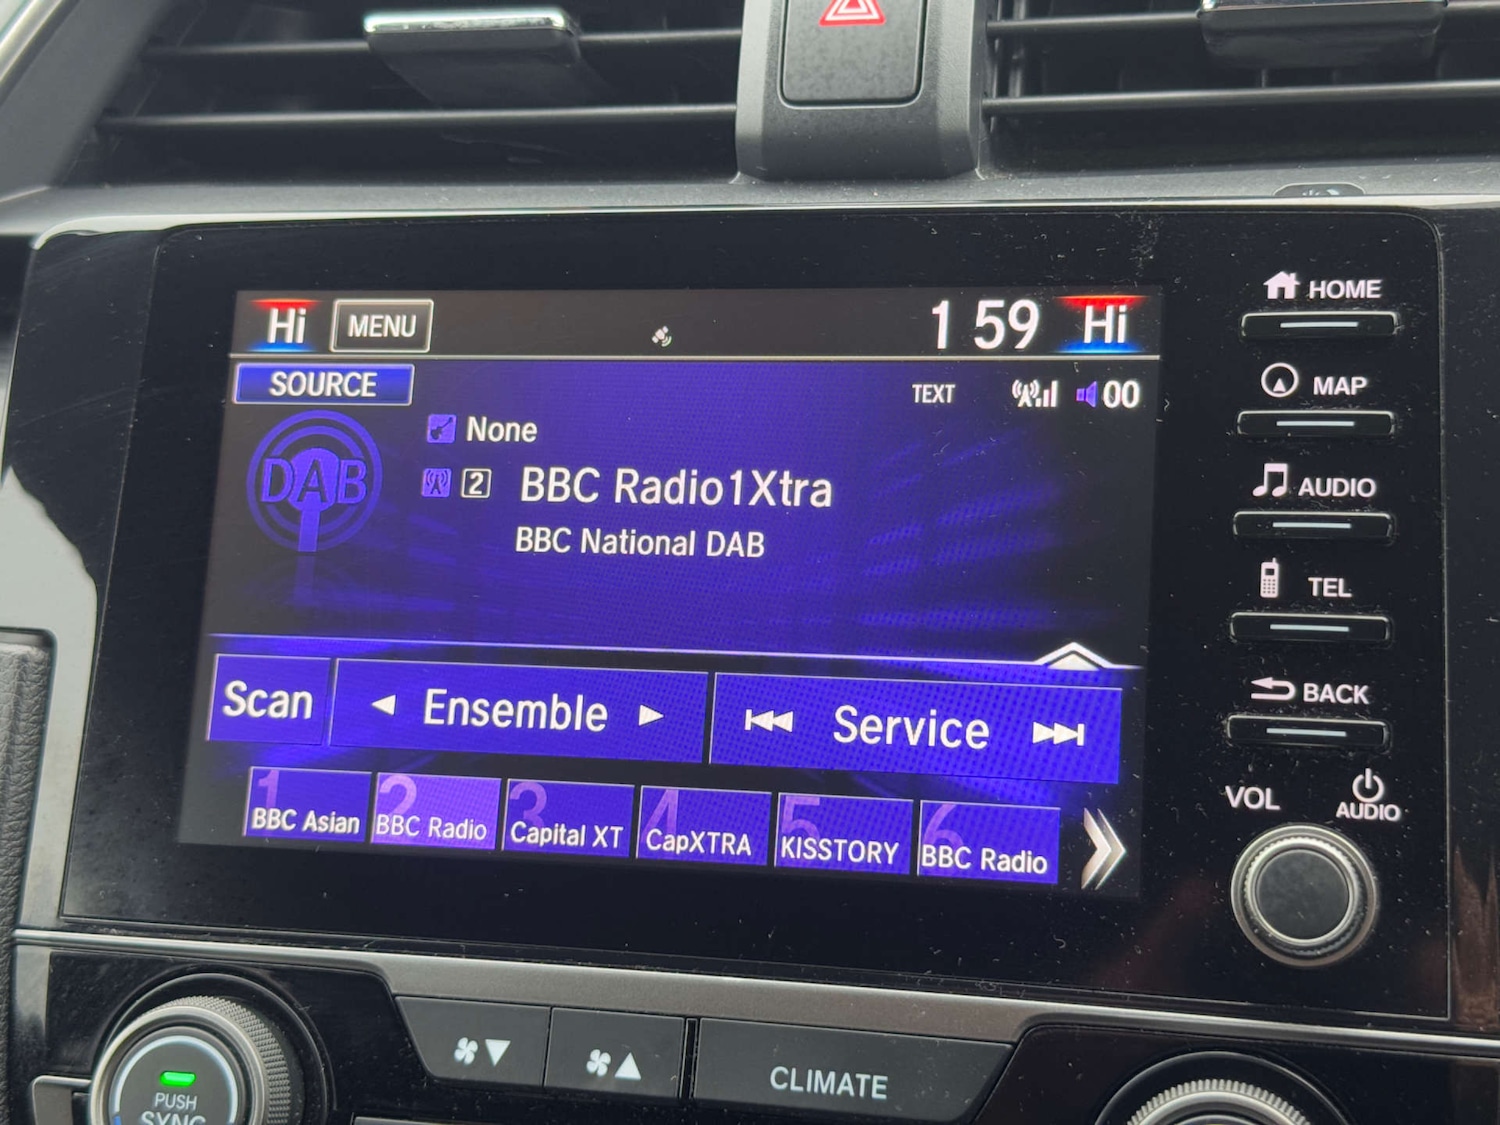 Hi MENU 1 59 Hi
SOURCE
TEXT 00
DAB
None
2 BBC Radio1Xtra
BBC National DAB
Scan Ensemble Service
1 BBC Asian
2 BBC Radio
3 Capital XT
4 CapXTRA
5 KISSTORY
6 BBC Radio
HOME
MAP
AUDIO
TEL
BACK
VOL
AUDIO
PUSH
SYNC
CLIMATE